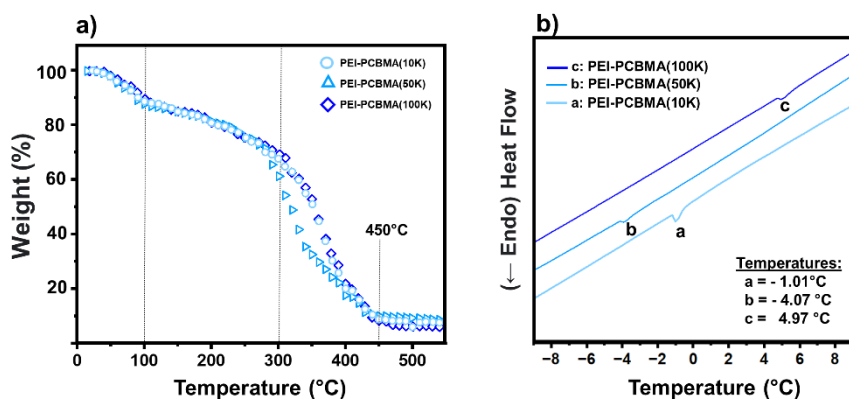 a)
PEI-PCBMA(10K)
PEI-PCBMA(50K)
PEI-PCBMA(100K)
450°C
Weight (%)
100
80
60
40
20
0 100 200 300 400 500
Temperature (°C)
b)
c: PEI-PCBMA(100K)
b: PEI-PCBMA(50K)
a: PEI-PCBMA(10K)
c
b
a
Temperatures:
a = - 1.01°C
b = - 4.07 °C
c = 4.97 °C
(← Endo) Heat Flow
−8 −6 −4 −2 0 2 4 6 8
Temperature (°C)